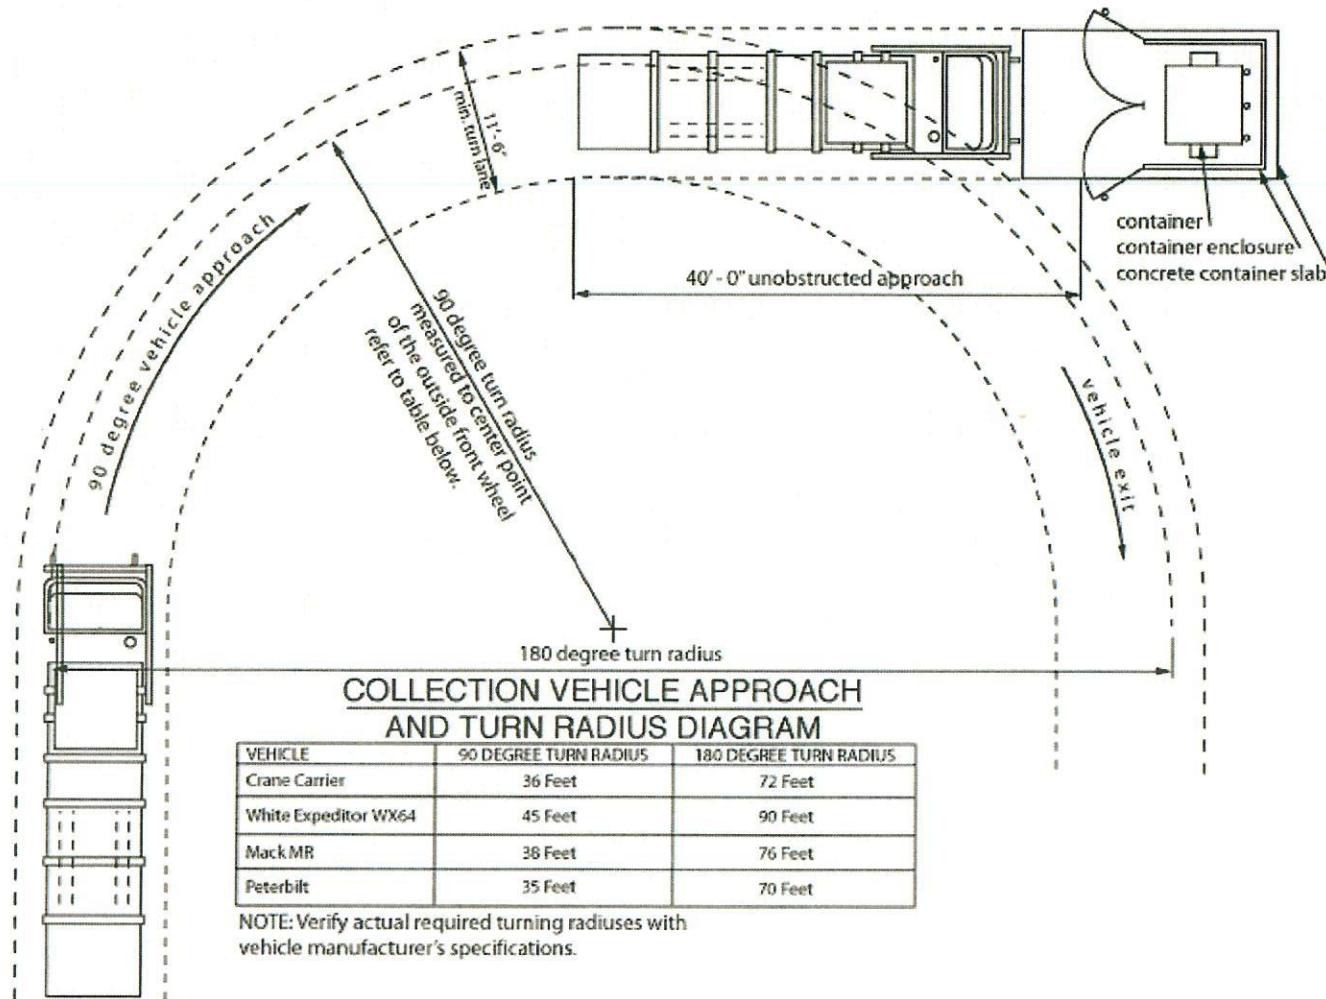 11'-6"
min. turn lane
container
container enclosure
concrete container slab
40'-0" unobstructed approach
90 degree vehicle approach
90 degree turn radius
measured to center point
of the outside front wheel
refer to table below.
vehicle exit
180 degree turn radius
COLLECTION VEHICLE APPROACH
AND TURN RADIUS DIAGRAM
VEHICLE 90 DEGREE TURN RADIUS 180 DEGREE TURN RADIUS
Crane Carrier 36 Feet 72 Feet
White Expeditor WX64 45 Feet 90 Feet
Mack MR 38 Feet 76 Feet
Peterbilt 35 Feet 70 Feet
NOTE: Verify actual required turning radiuses with
vehicle manufacturer's specifications.